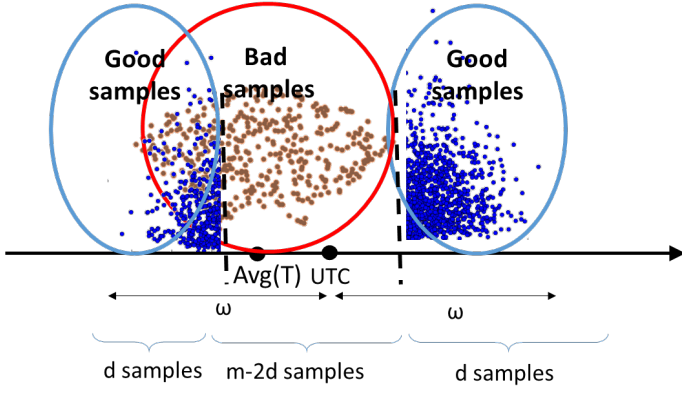 Good
samples
Bad
samples
Good
samples
Avg(T)
UTC
ω
ω
d samples
m-2d samples
d samples